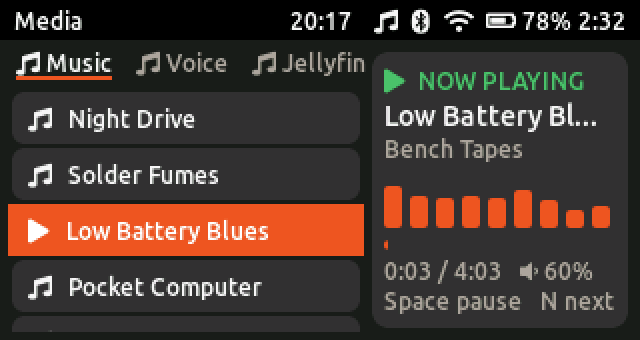 Media 20:17 78% 2:32
Music Voice Jellyfin
Night Drive
Solder Fumes
Low Battery Blues
Pocket Computer
NOW PLAYING
Low Battery Bl...
Bench Tapes
0:03 / 4:03 60%
Space pause N next